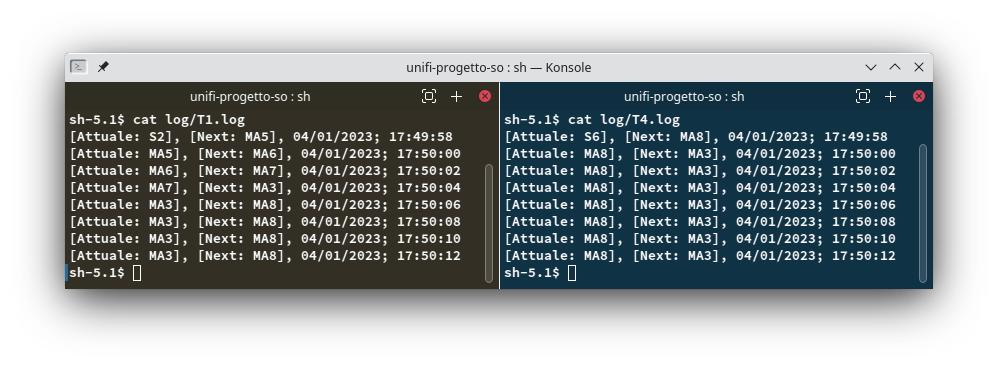 unifi-progetto-so : sh — Konsole
unifi-progetto-so : sh
sh-5.1$ cat log/T1.log
[Attuale: S2], [Next: MA5], 04/01/2023; 17:49:58
[Attuale: MA5], [Next: MA6], 04/01/2023; 17:50:00
[Attuale: MA6], [Next: MA7], 04/01/2023; 17:50:02
[Attuale: MA7], [Next: MA3], 04/01/2023; 17:50:04
[Attuale: MA3], [Next: MA8], 04/01/2023; 17:50:06
[Attuale: MA3], [Next: MA8], 04/01/2023; 17:50:08
[Attuale: MA3], [Next: MA8], 04/01/2023; 17:50:10
[Attuale: MA3], [Next: MA8], 04/01/2023; 17:50:12
sh-5.1$
unifi-progetto-so : sh
sh-5.1$ cat log/T4.log
[Attuale: S6], [Next: MA8], 04/01/2023; 17:49:58
[Attuale: MA8], [Next: MA3], 04/01/2023; 17:50:00
[Attuale: MA8], [Next: MA3], 04/01/2023; 17:50:02
[Attuale: MA8], [Next: MA3], 04/01/2023; 17:50:04
[Attuale: MA8], [Next: MA3], 04/01/2023; 17:50:06
[Attuale: MA8], [Next: MA3], 04/01/2023; 17:50:08
[Attuale: MA8], [Next: MA3], 04/01/2023; 17:50:10
[Attuale: MA8], [Next: MA3], 04/01/2023; 17:50:12
sh-5.1$